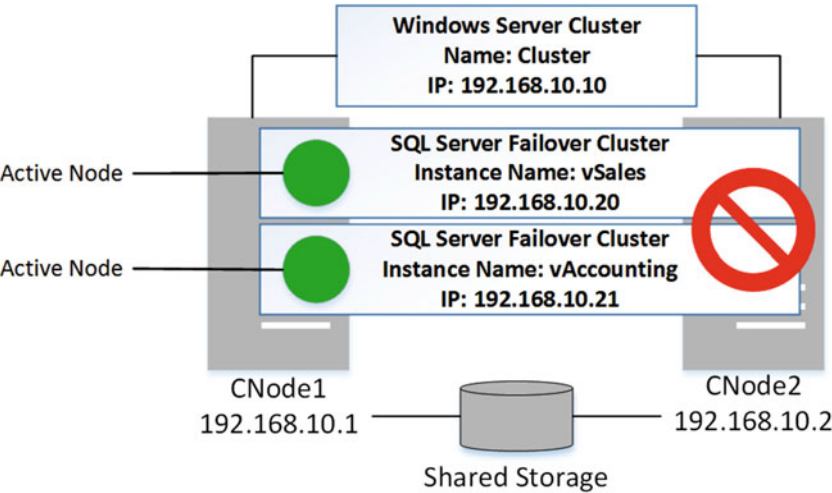 Windows Server Cluster
Name: Cluster
IP: 192.168.10.10
SQL Server Failover Cluster
Active Node
Instance Name: vSales
IP: 192.168.10.20
SQL Server Failover Cluster
Active Node
Instance Name: vAccounting
IP: 192.168.10.21
CNode1
192.168.10.1
CNode2
192.168.10.2
Shared Storage